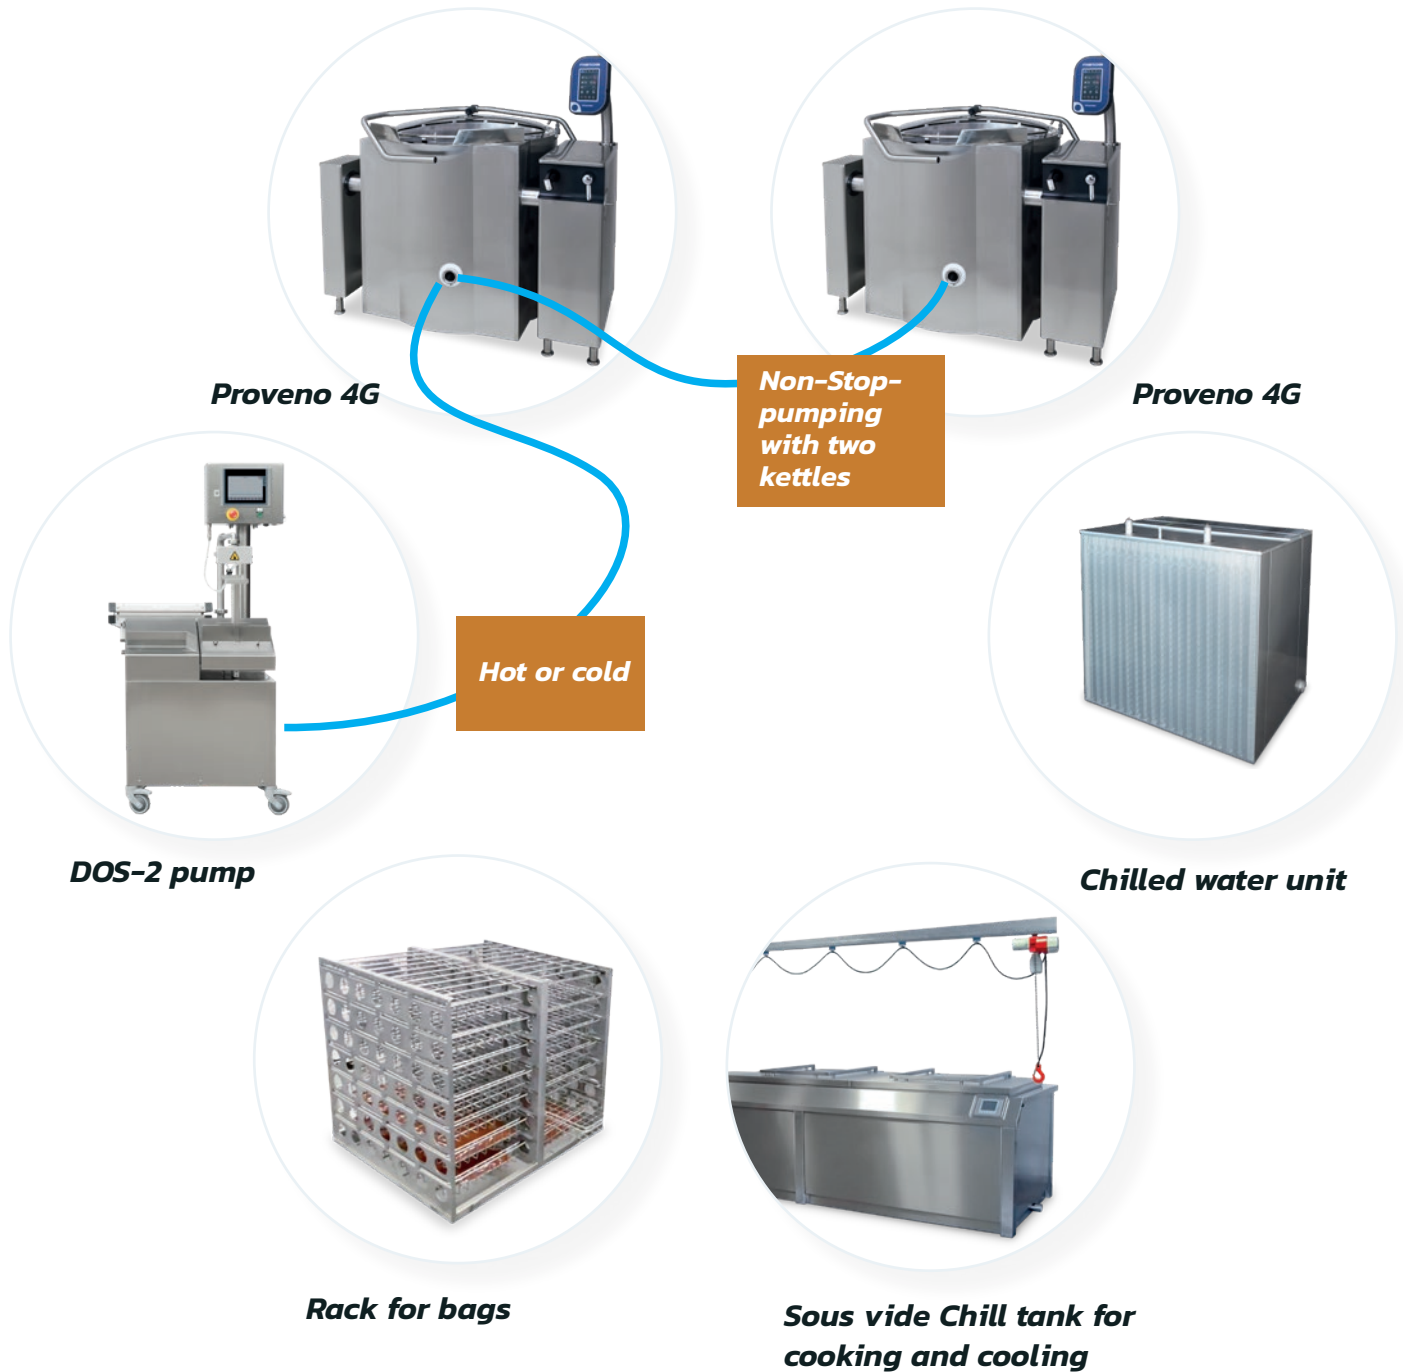 Proveno 4G
Non-Stop-
pumping
with two
kettles
Proveno 4G
Hot or cold
DOS-2 pump
Chilled water unit
Rack for bags
Sous vide Chill tank for
cooking and cooling